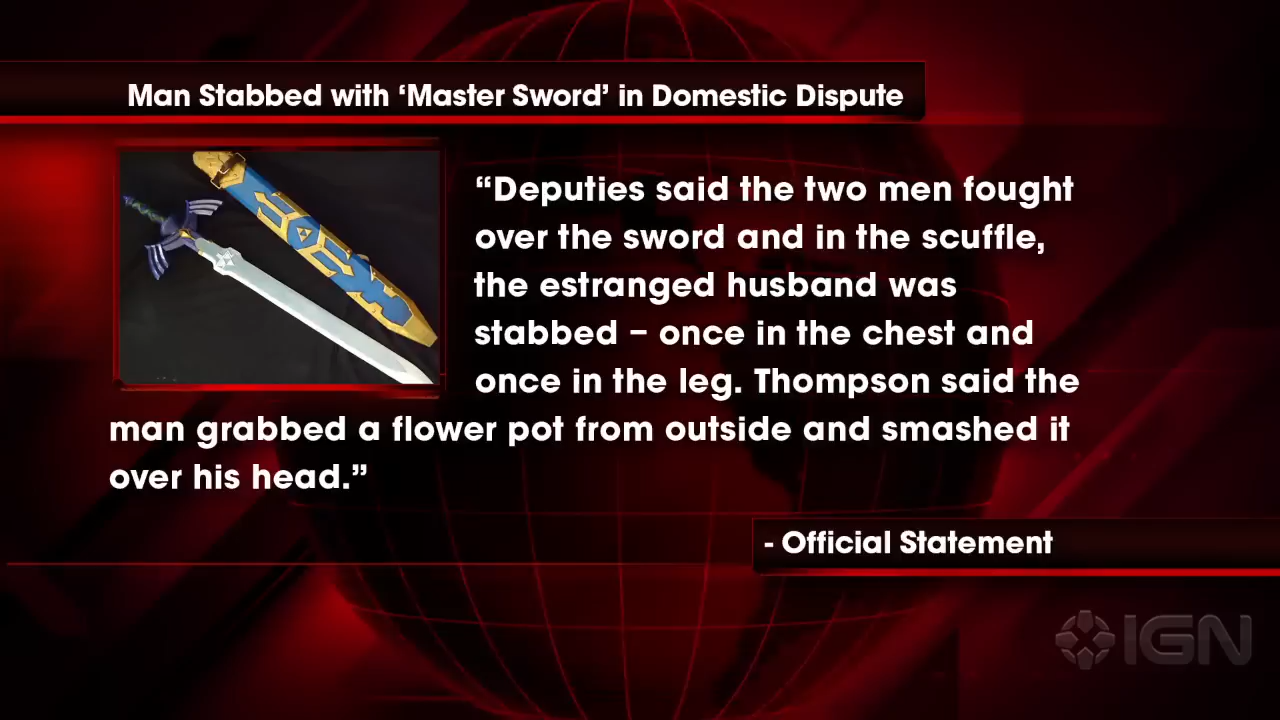 Man Stabbed with ‘Master Sword’ in Domestic Dispute
“Deputies said the two men fought
over the sword and in the scuffle,
the estranged husband was
stabbed – once in the chest and
once in the leg. Thompson said the
man grabbed a flower pot from outside and smashed it
over his head.”
- Official Statement
IGN